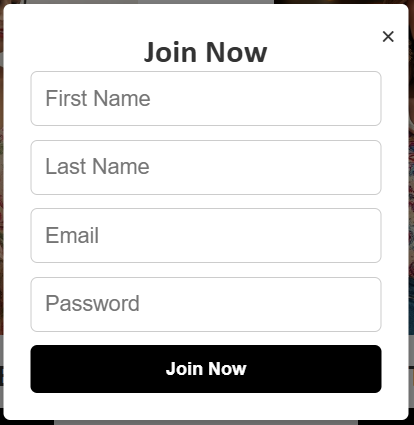 ×
Join Now
First Name
Last Name
Email
Password
Join Now